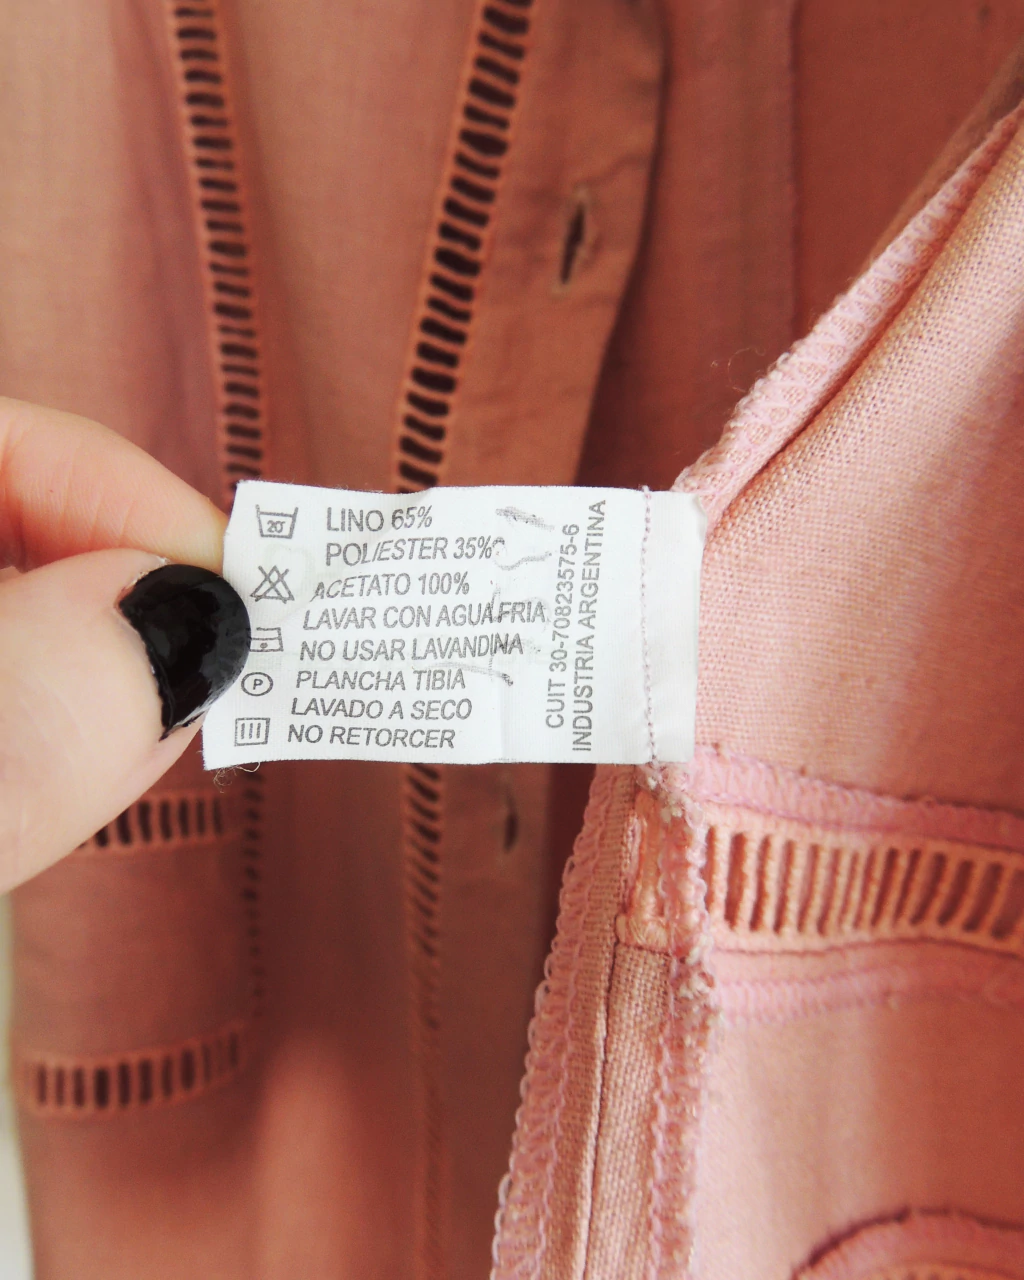 20°
LINO 65%
POLIESTER 35%
ACETATO 100%
LAVAR CON AGUA FRIA
NO USAR LAVANDINA
PLANCHA TIBIA
P
LAVADO A SECO
NO RETORCER
CUIT 30-70823575-6
INDUSTRIA ARGENTINA